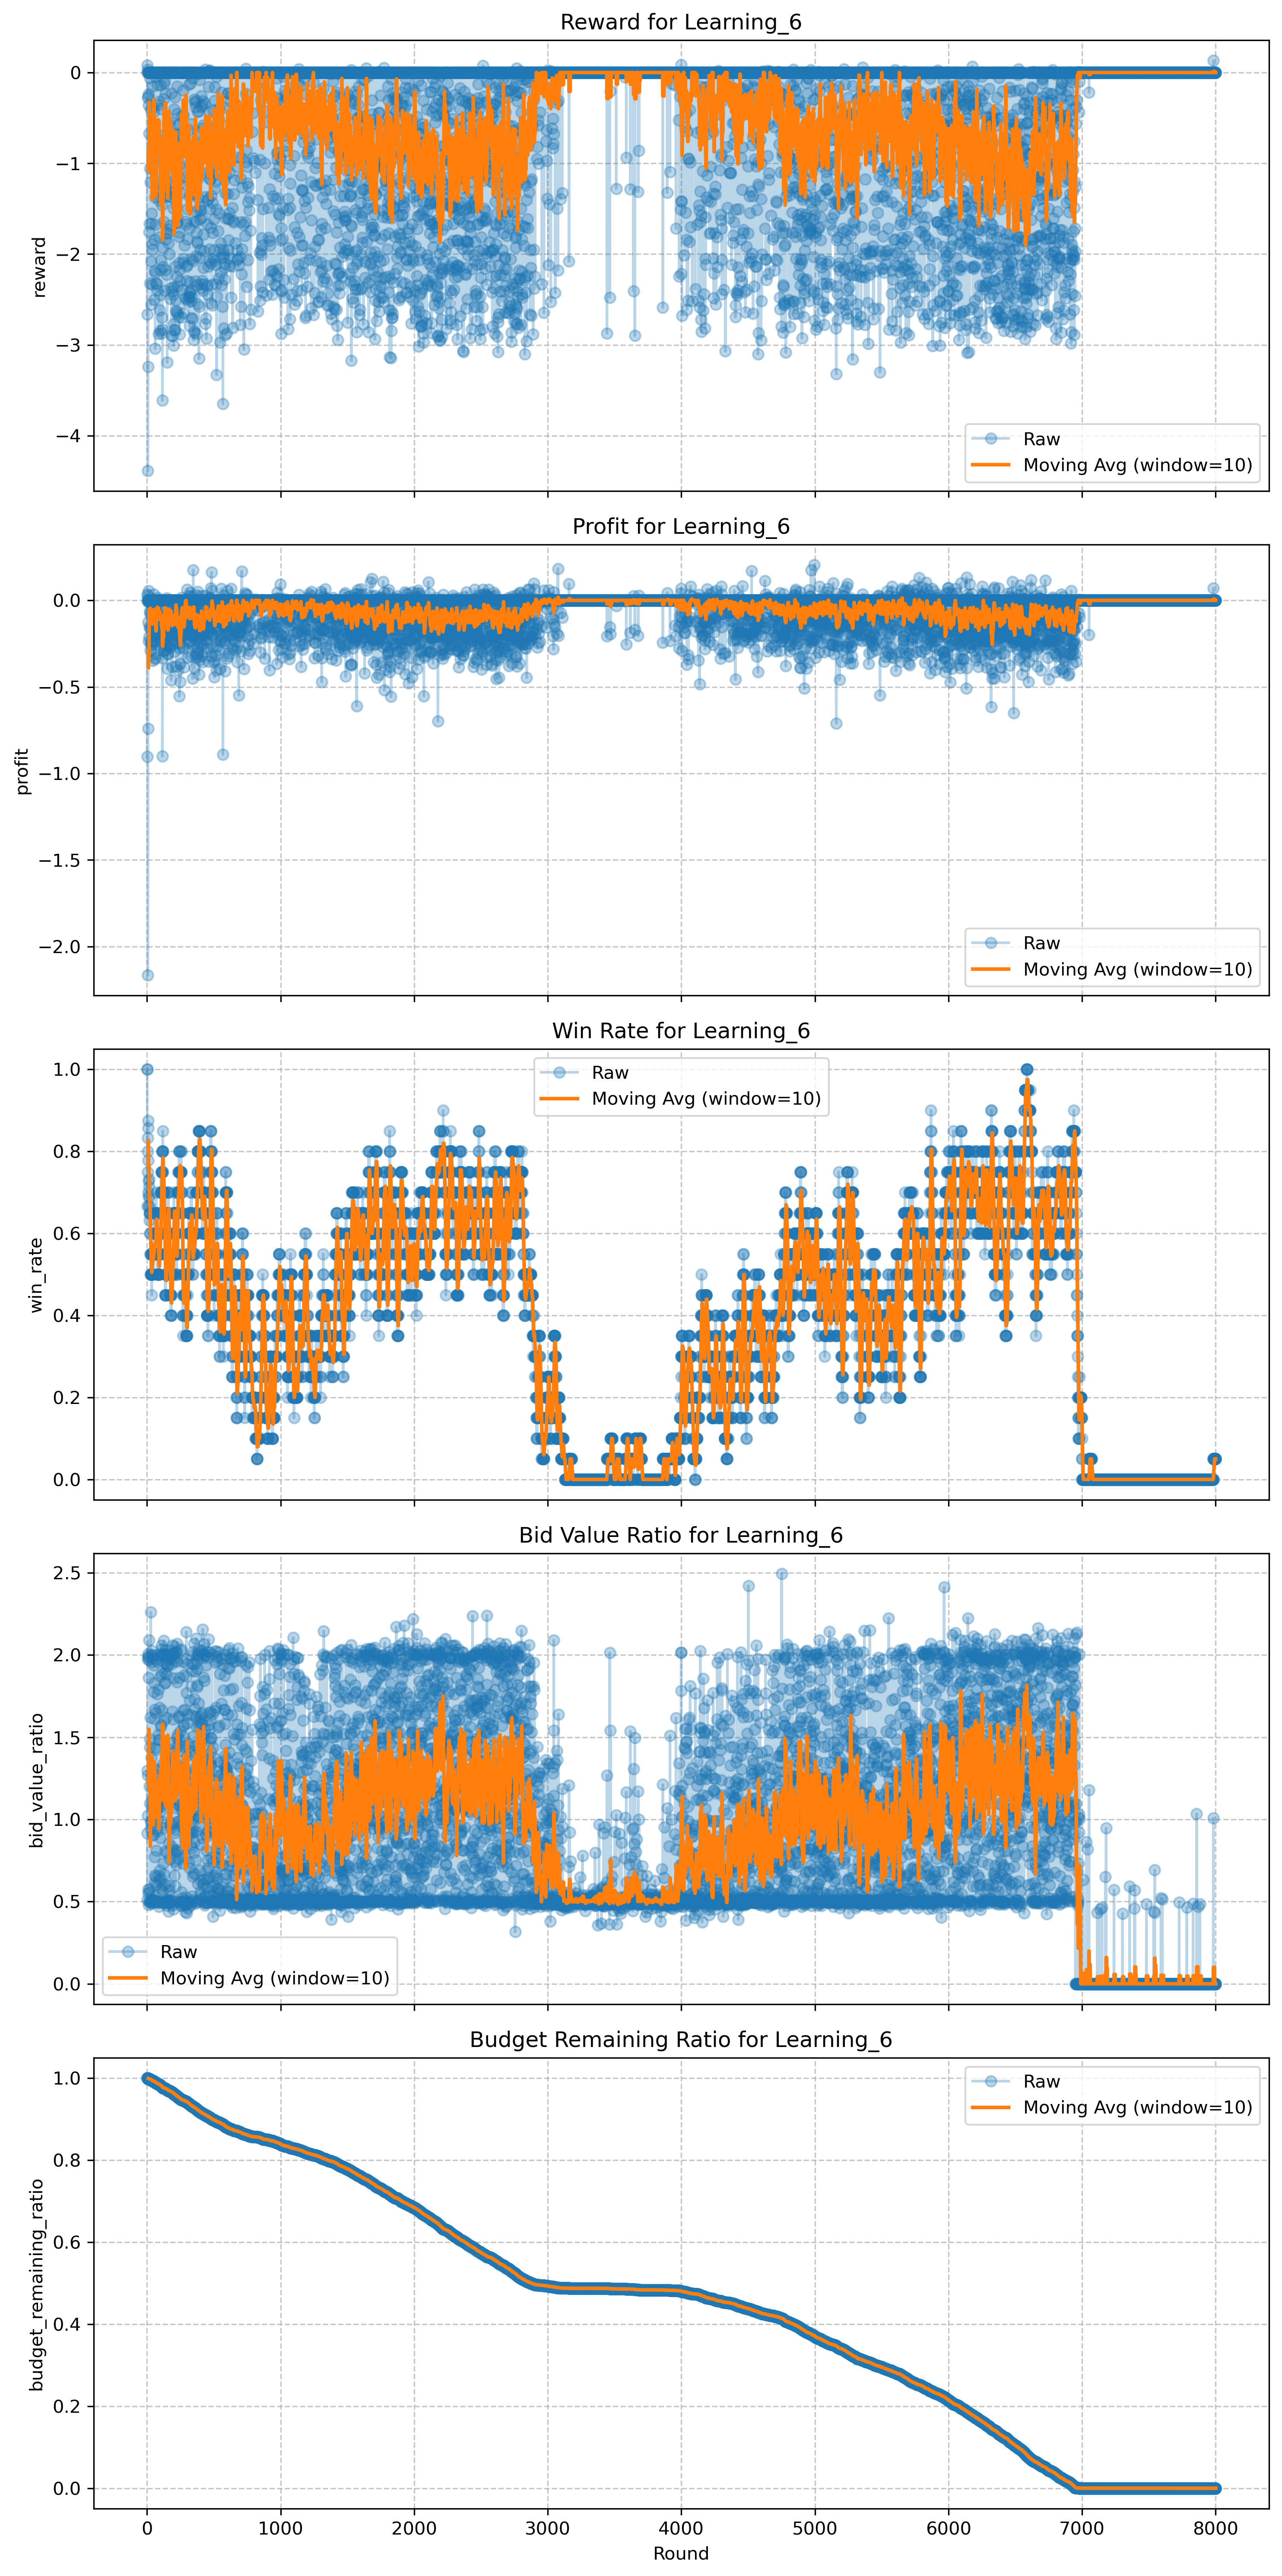 Reward for Learning_6
0
−1
−2
−3
−4
reward
Raw
Moving Avg (window=10)
Profit for Learning_6
0.0
−0.5
−1.0
−1.5
−2.0
profit
Raw
Moving Avg (window=10)
Win Rate for Learning_6
1.0
0.8
0.6
0.4
0.2
0.0
win_rate
Raw
Moving Avg (window=10)
Bid Value Ratio for Learning_6
2.5
2.0
1.5
1.0
0.5
0.0
bid_value_ratio
Raw
Moving Avg (window=10)
Budget Remaining Ratio for Learning_6
1.0
0.8
0.6
0.4
0.2
0.0
budget_remaining_ratio
Raw
Moving Avg (window=10)
0 1000 2000 3000 4000 5000 6000 7000 8000
Round